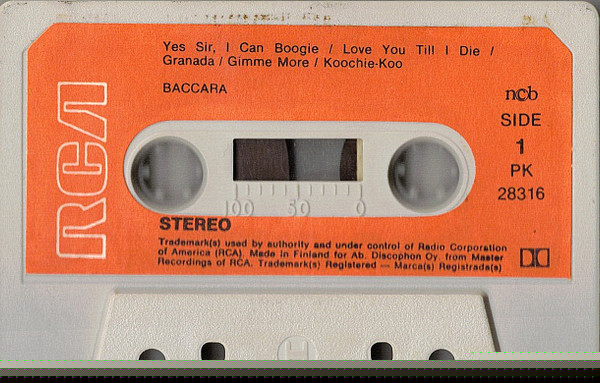 Yes Sir, I Can Boogie / Love You Till I Die /
Granada / Gimme More / Koochie-Koo
BACCARA
RCA
ncb
SIDE
1
PK
28316
100 50 0
STEREO
Trademark(s) used by authority and under control of Radio Corporation
of America (RCA). Made in Finland for Ab. Discophon Oy. from Master
Recordings of RCA. Trademark(s) Registered — Marca(s) Registrada(s)